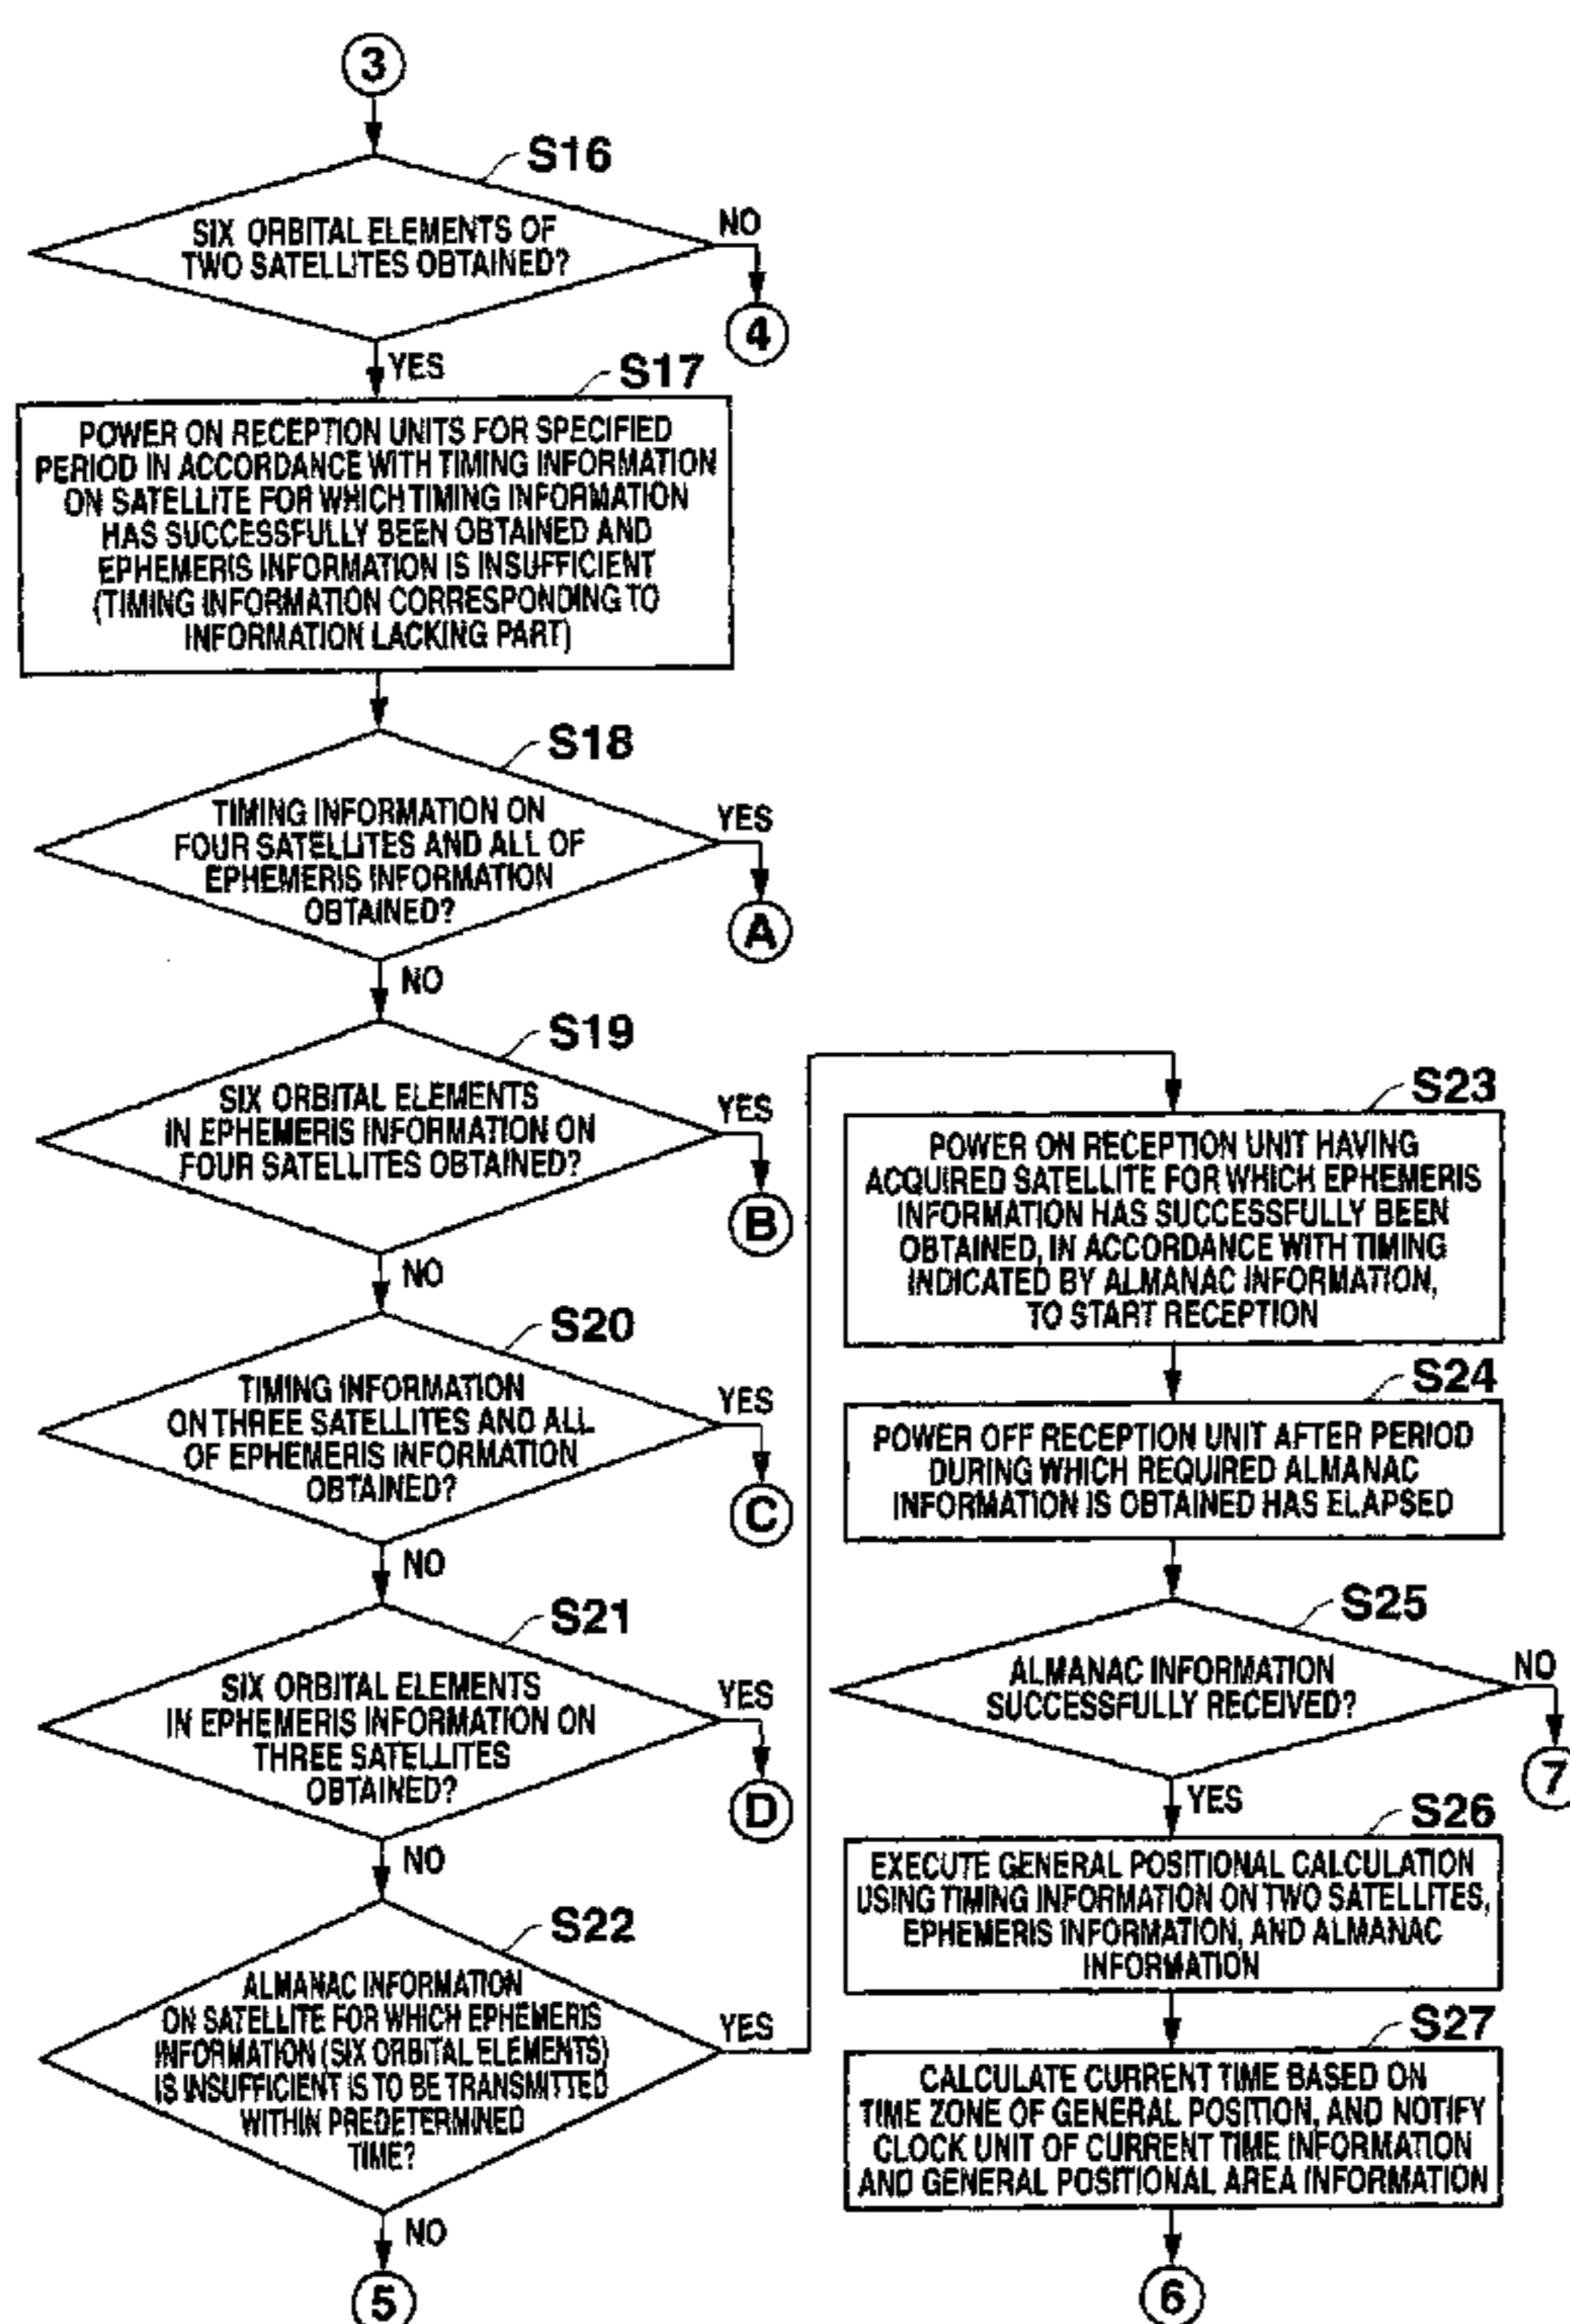 3
S16
SIX ORBITAL ELEMENTS OF
TWO SATELLITES OBTAINED?
NO
4
YES
S17
POWER ON RECEPTION UNITS FOR SPECIFIED
PERIOD IN ACCORDANCE WITH TIMING INFORMATION
ON SATELLITE FOR WHICH TIMING INFORMATION
HAS SUCCESSFULLY BEEN OBTAINED AND
EPHEMERIS INFORMATION IS INSUFFICIENT
(TIMING INFORMATION CORRESPONDING TO
INFORMATION LACKING PART)
S18
TIMING INFORMATION ON
FOUR SATELLITES AND ALL OF
EPHEMERIS INFORMATION
OBTAINED?
YES
A
NO
S19
SIX ORBITAL ELEMENTS
IN EPHEMERIS INFORMATION ON
FOUR SATELLITES OBTAINED?
YES
B
NO
S20
TIMING INFORMATION
ON THREE SATELLITES AND ALL
OF EPHEMERIS INFORMATION
OBTAINED?
YES
C
NO
S21
SIX ORBITAL ELEMENTS
IN EPHEMERIS INFORMATION ON
THREE SATELLITES
OBTAINED?
YES
D
NO
S22
ALMANAC INFORMATION
ON SATELLITE FOR WHICH EPHEMERIS
INFORMATION (SIX ORBITAL ELEMENTS)
IS INSUFFICIENT IS TO BE TRANSMITTED
WITHIN PREDETERMINED
TIME?
YES
NO
5
S23
POWER ON RECEPTION UNIT HAVING
ACQUIRED SATELLITE FOR WHICH EPHEMERIS
INFORMATION HAS SUCCESSFULLY BEEN
OBTAINED, IN ACCORDANCE WITH TIMING
INDICATED BY ALMANAC INFORMATION,
TO START RECEPTION
S24
POWER OFF RECEPTION UNIT AFTER PERIOD
DURING WHICH REQUIRED ALMANAC
INFORMATION IS OBTAINED HAS ELAPSED
S25
ALMANAC INFORMATION
SUCCESSFULLY RECEIVED?
NO
7
YES
S26
EXECUTE GENERAL POSITIONAL CALCULATION
USING TIMING INFORMATION ON TWO SATELLITES,
EPHEMERIS INFORMATION, AND ALMANAC
INFORMATION
S27
CALCULATE CURRENT TIME BASED ON
TIME ZONE OF GENERAL POSITION, AND NOTIFY
CLOCK UNIT OF CURRENT TIME INFORMATION
AND GENERAL POSITIONAL AREA INFORMATION
6